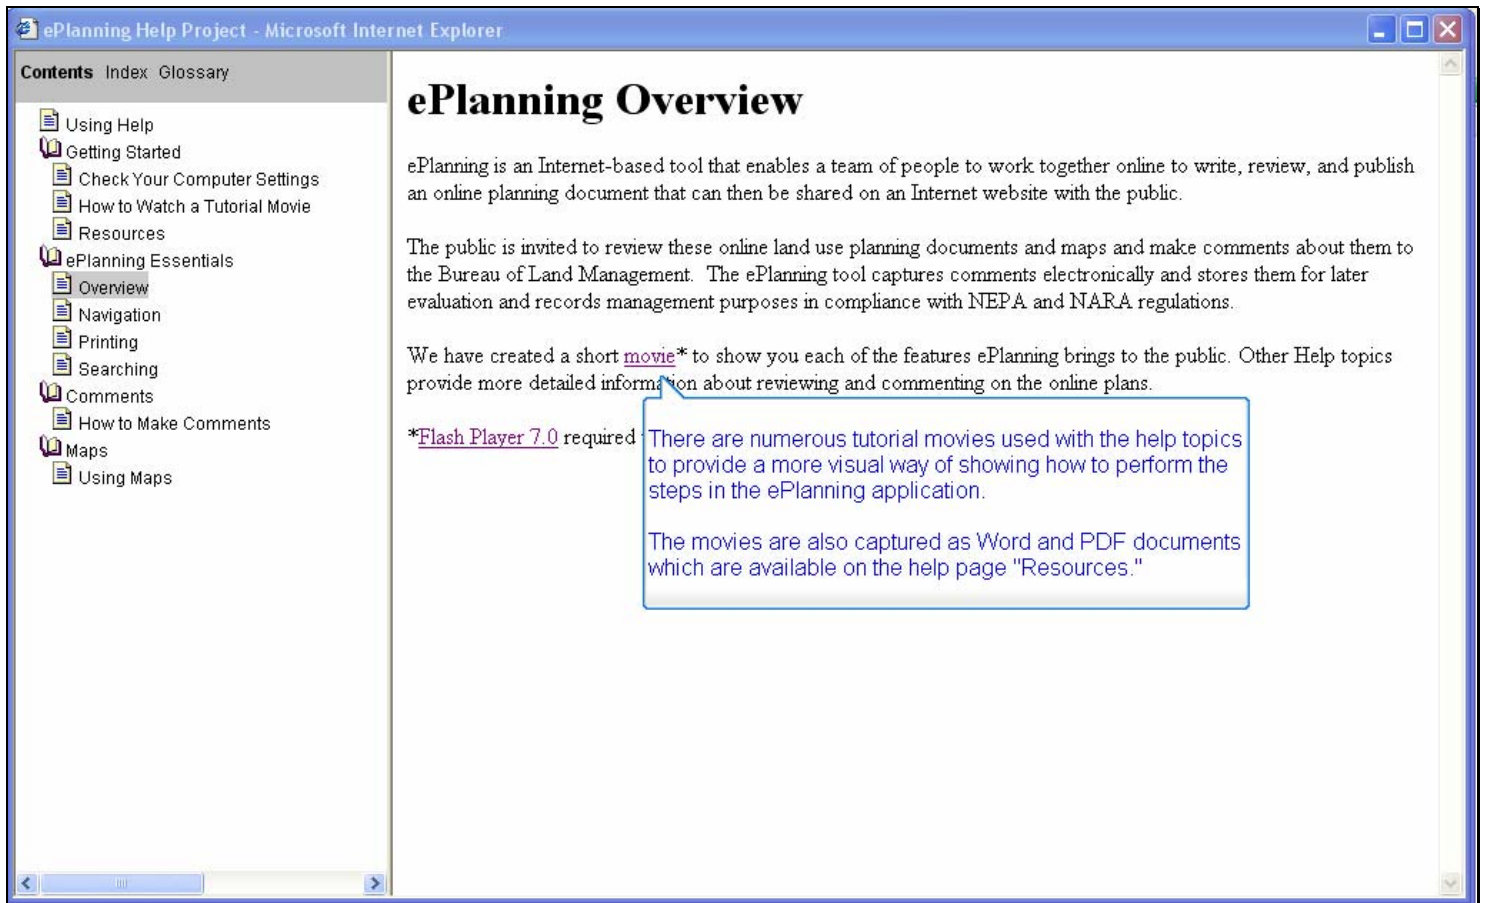 ePlanning Help Project - Microsoft Internet Explorer
Contents Index Glossary
Using Help
Getting Started
Check Your Computer Settings
How to Watch a Tutorial Movie
Resources
ePlanning Essentials
Overview
Navigation
Printing
Searching
Comments
How to Make Comments
Maps
Using Maps
ePlanning Overview
ePlanning is an Internet-based tool that enables a team of people to work together online to write, review, and publish
an online planning document that can then be shared on an Internet website with the public.
The public is invited to review these online land use planning documents and maps and make comments about them to
the Bureau of Land Management. The ePlanning tool captures comments electronically and stores them for later
evaluation and records management purposes in compliance with NEPA and NARA regulations.
We have created a short movie* to show you each of the features ePlanning brings to the public. Other Help topics
provide more detailed information about reviewing and commenting on the online plans.
*Flash Player 7.0 required
There are numerous tutorial movies used with the help topics
to provide a more visual way of showing how to perform the
steps in the ePlanning application.
The movies are also captured as Word and PDF documents
which are available on the help page "Resources."